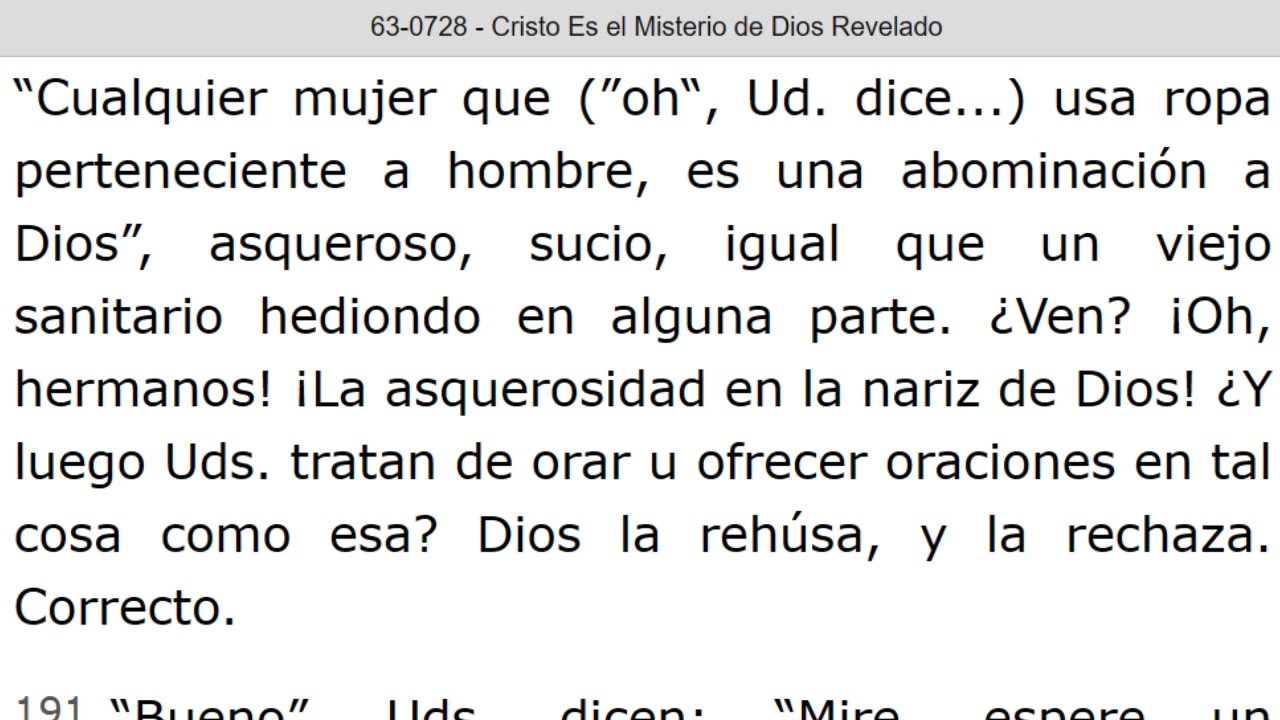 63-0728 - Cristo Es el Misterio de Dios Revelado
“Cualquier mujer que (”oh“, Ud. dice...) usa ropa
perteneciente a hombre, es una abominación a
Dios”, asqueroso, sucio, igual que un viejo
sanitario hediondo en alguna parte. ¿Ven? ¡Oh,
hermanos! ¡La asquerosidad en la nariz de Dios! ¿Y
luego Uds. tratan de orar u ofrecer oraciones en tal
cosa como esa? Dios la rehúsa, y la rechaza.
Correcto.
191 “Bueno” Uds. dicen: “Mire, espere un